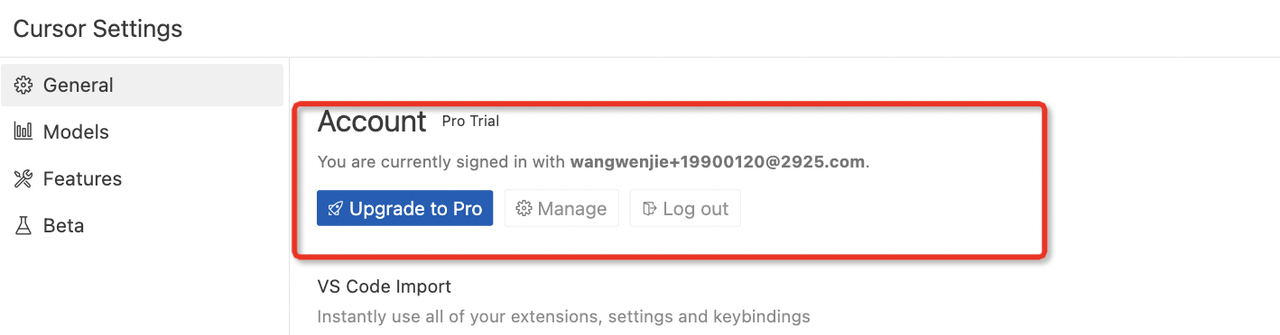 Cursor Settings
General
Models
Features
Beta
Account Pro Trial
You are currently signed in with wangwenjie+19900120@2925.com.
Upgrade to Pro Manage Log out
VS Code Import
Instantly use all of your extensions, settings and keybindings